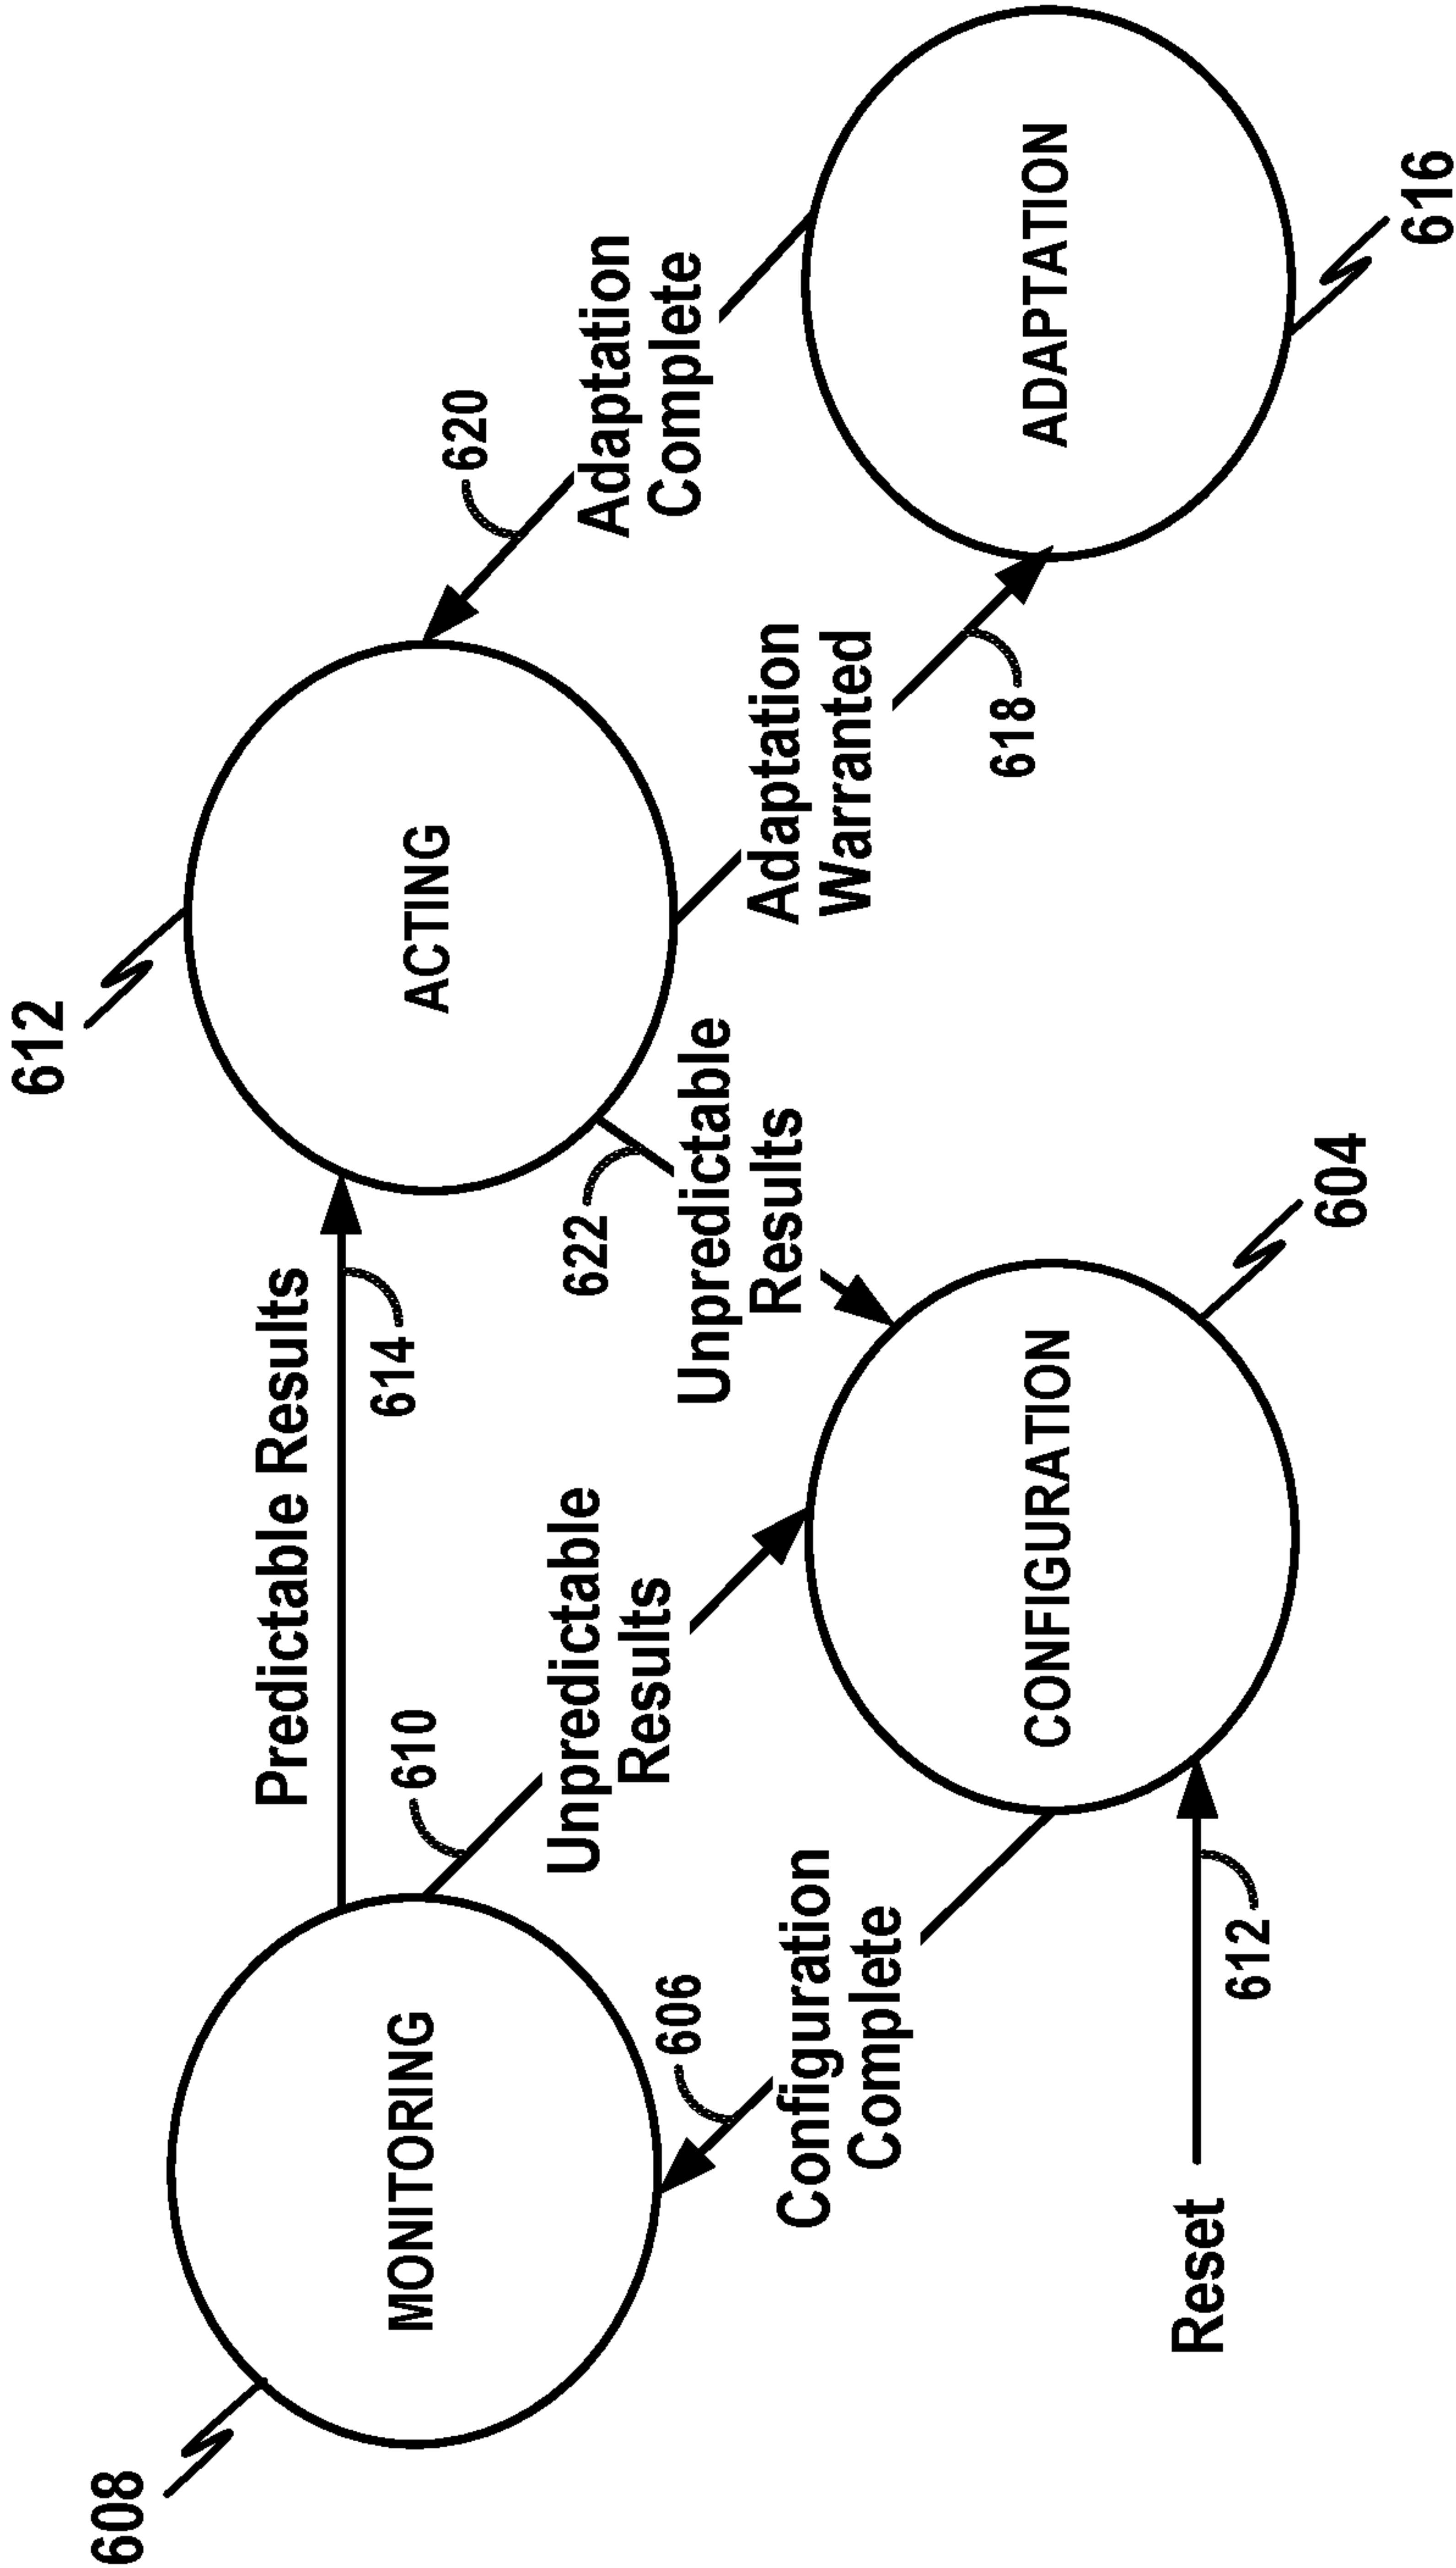 612
608
Predictable Results
ACTING
620
614
MONITORING
610
Adaptation
Complete
622
Unpredictable
Results
Unpredictable
Results
606
Adaptation
Warranted
Configuration
Complete
618
CONFIGURATION
ADAPTATION
Reset
612
604
616